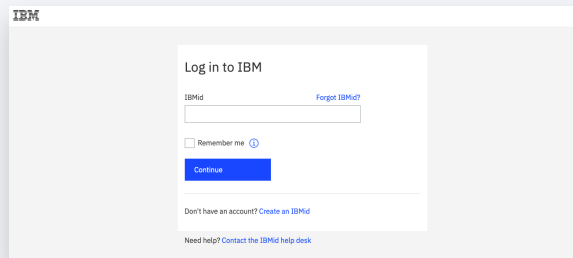 IBM
Log in to IBM
IBMid Forgot IBMid?
Remember me
Continue
Don't have an account? Create an IBMid
Need help? Contact the IBMid help desk